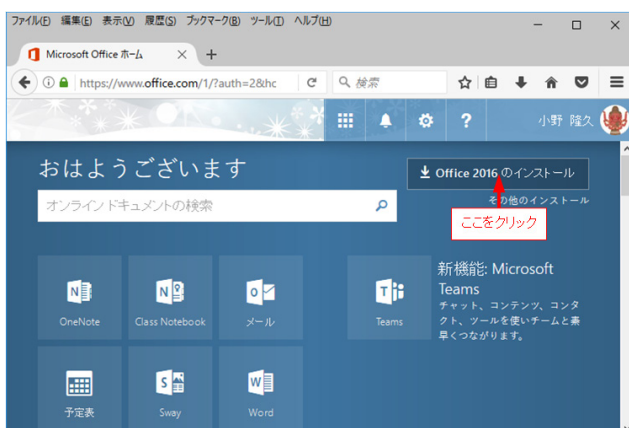 ファイル(F) 編集(E) 表示(V) 履歴(S) ブックマーク(B) ツール(T) ヘルプ(H)
Microsoft Office ホーム
https://www.office.com/1/?auth=2&hc
検索
小野 隆久
おはようございます
Office 2016 のインストール
オンライン ドキュメントの検索
その他のインストール
ここをクリック
新機能: Microsoft
Teams
チャット、コンテンツ、コンタ
クト、ツールを使いチームと素
早くつながります。
OneNote
Class Notebook
メール
Teams
予定表
Sway
Word